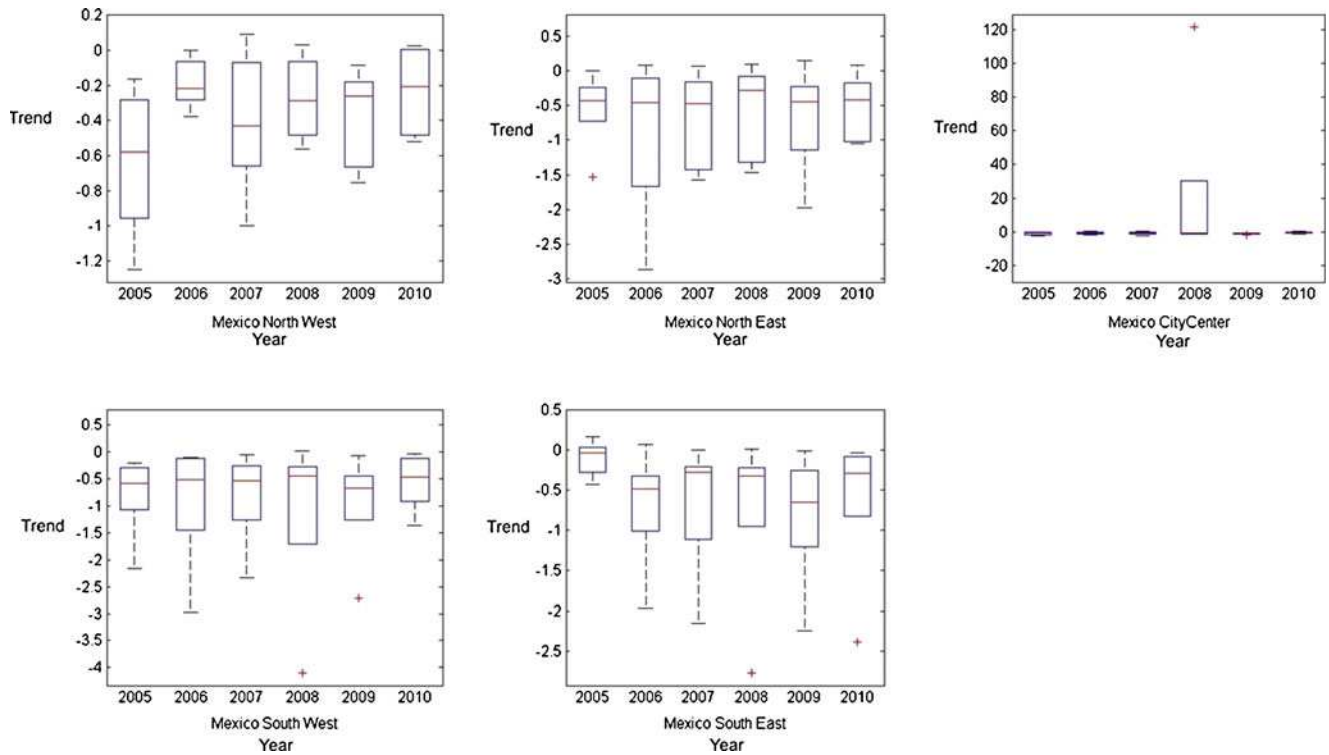 0.2
0
-0.2
-0.4
-0.6
-0.8
-1
-1.2
Trend
2005 2006 2007 2008 2009 2010
Mexico North West
Year
0.5
0
-0.5
-1
-1.5
-2
-2.5
-3
Trend
2005 2006 2007 2008 2009 2010
Mexico North East
Year
120
100
80
60
40
20
0
-20
Trend
2005 2006 2007 2008 2009 2010
Mexico CityCenter
Year
0.5
0
-0.5
-1
-1.5
-2
-2.5
-3
-3.5
-4
Trend
2005 2006 2007 2008 2009 2010
Mexico South West
Year
0.5
0
-0.5
-1
-1.5
-2
-2.5
Trend
2005 2006 2007 2008 2009 2010
Mexico South East
Year